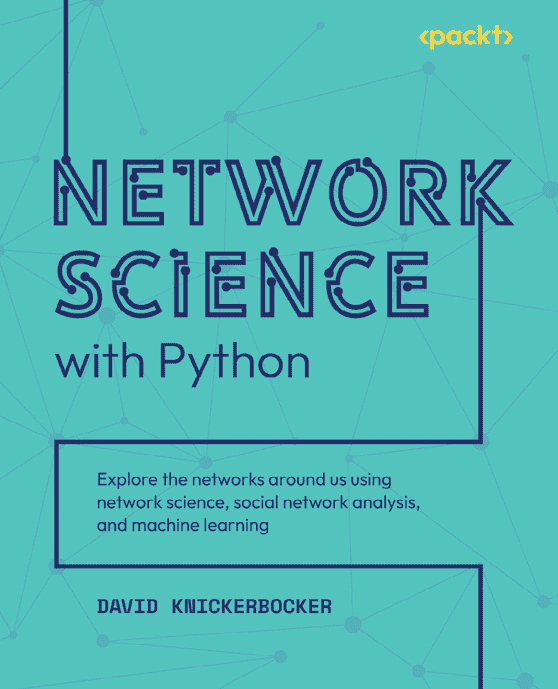 <packt>
NETWORK
SCIENCE
with Python
Explore the networks around us using
network science, social network analysis,
and machine learning
DAVID KNICKERBOCKER